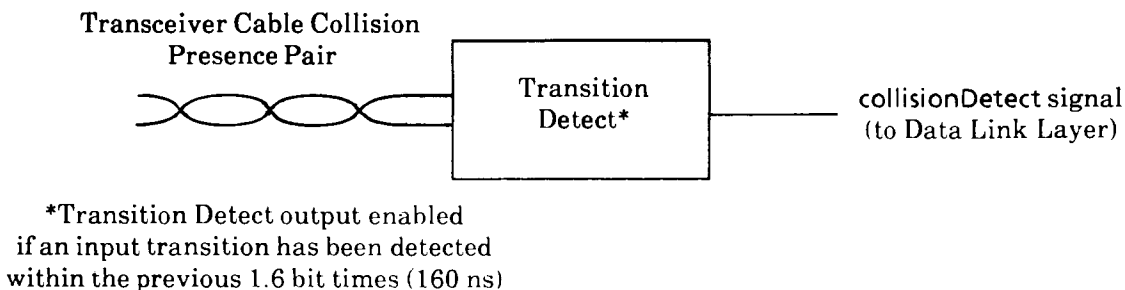 Transceiver Cable Collision
Presence Pair
Transition
Detect*
collisionDetect signal
(to Data Link Layer)
*Transition Detect output enabled
if an input transition has been detected
within the previous 1.6 bit times (160 ns)